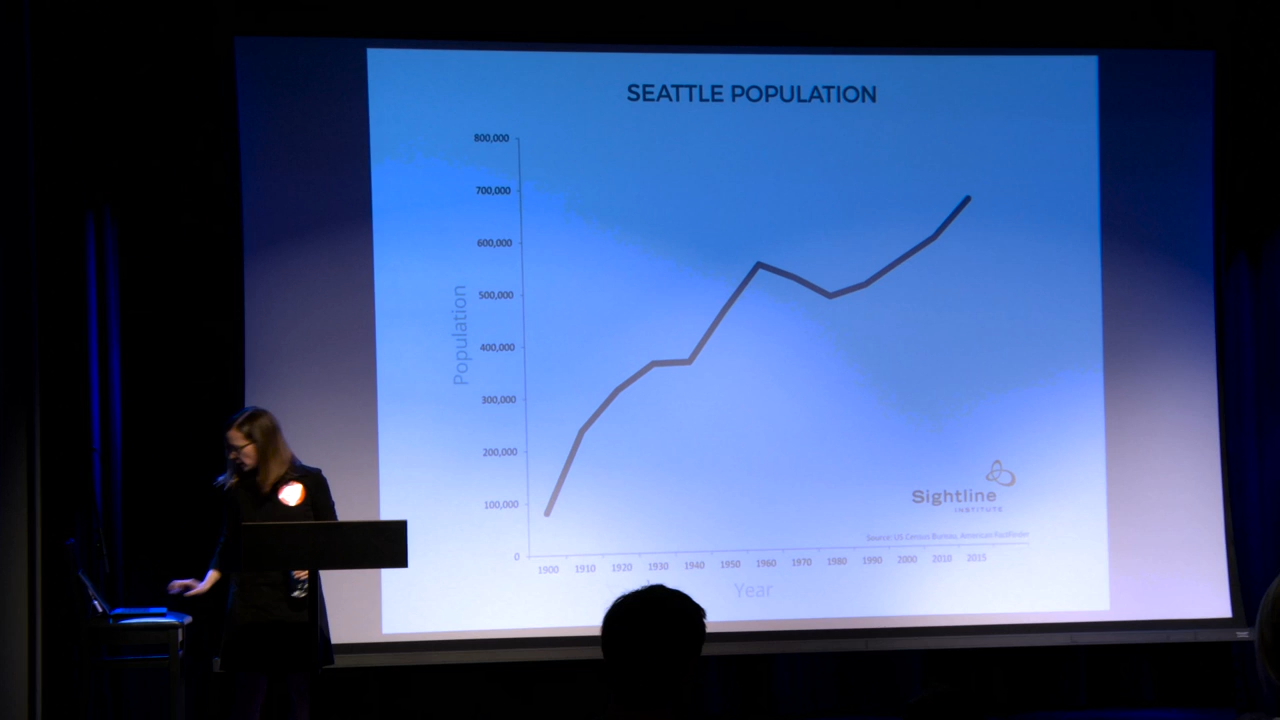 SEATTLE POPULATION
800,000
700,000
600,000
500,000
400,000
300,000
200,000
100,000
0
Population
1900 1910 1920 1930 1940 1950 1960 1970 1980 1990 2000 2010 2015
Year
Sightline
INSTITUTE
Source: US Census Bureau, American FactFinder